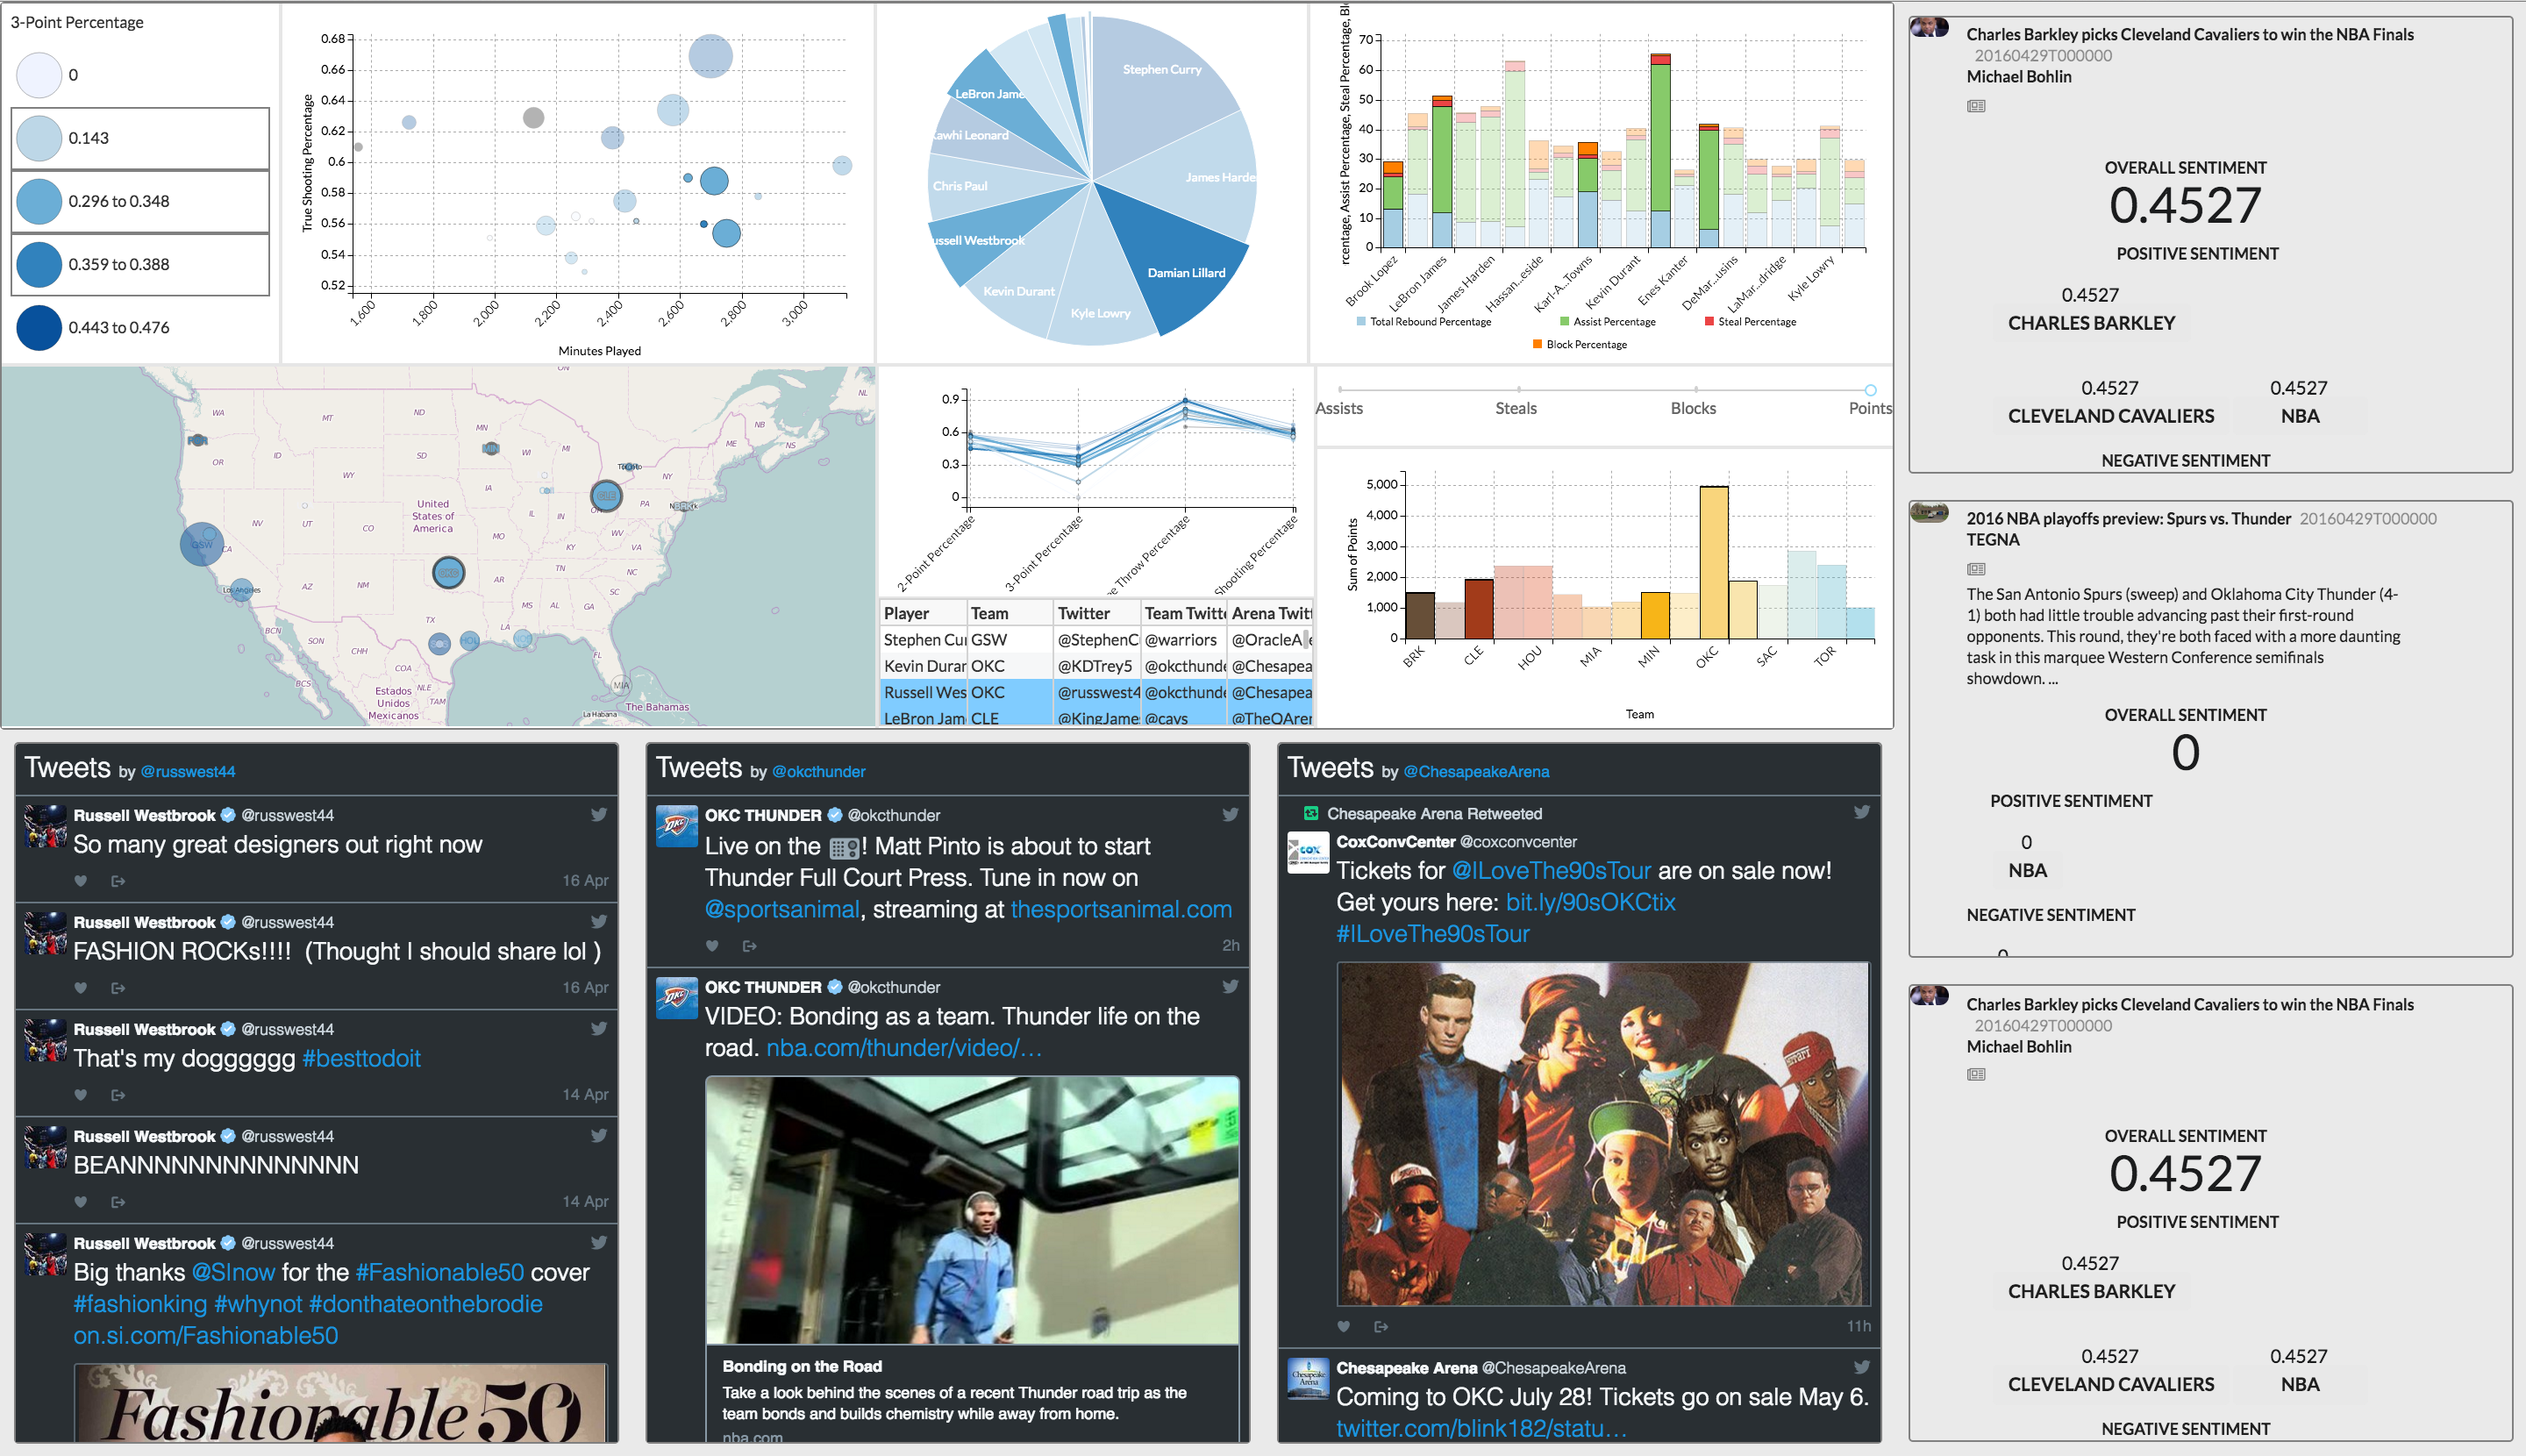 3-Point Percentage
0
0.143
0.296 to 0.348
0.359 to 0.388
0.443 to 0.476
True Shooting Percentage
0.68
0.66
0.64
0.62
0.6
0.58
0.56
0.54
0.52
1,600
1,800
2,000
2,200
2,400
2,600
2,800
3,000
Minutes Played
Stephen Curry
James Harde
Damian Lillard
Kyle Lowry
Kevin Durant
ussell Westbrook
Chris Paul
awhi Leonard
LeBron Jame
rcentage, Assist Percentage, Steal Percentage, Bl
70
60
50
40
30
20
10
0
Brook Lopez
LeBron James
James Harden
Hassan...eside
Karl-A...Towns
Kevin Durant
Enes Kanter
DeMar...usins
LaMar...dridge
Kyle Lowry
Total Rebound Percentage
Assist Percentage
Steal Percentage
Block Percentage
ON
NL
WA
MT
ND
MN
NB
ME
NS
OR
ID
SD
WI
MI
Toronto
NY
WY
IA
CLE
PA
NV
UT
CO
United States of America
IL
IN
OH
MO
KY
WV
VA
GSW
CA
Los Angeles
AZ
NM
OKC
AR
TN
NC
SC
MS
AL
GA
TX
LA
HOU
BCN
SON
CHH
COA
NLE
TAM
BCS
FL
MIA
Estados Unidos Mexicanos
La Habana
The Bahamas
0.9
0.6
0.3
0
2-Point Percentage
3-Point Percentage
e Throw Percentage
Shooting Percentage
Player Team Twitter Team Twitte Arena Twitt
Stephen Cur GSW @StephenC @warriors @OracleA
Kevin Durar OKC @KDTrey5 @okcthunde @Chesapea
Russell Wes OKC @russwest4 @okcthunde @Chesapea
LeBron Jam CLE @KingJame @cavs @TheQArer
Assists
Steals
Blocks
Points
Sum of Points
5,000
4,000
3,000
2,000
1,000
0
BRK
CLE
HOU
MIA
MIN
OKC
SAC
TOR
Team
Tweets by @russwest44
Russell Westbrook @russwest44
So many great designers out right now
16 Apr
Russell Westbrook @russwest44
FASHION ROCKs!!!! (Thought I should share lol )
16 Apr
Russell Westbrook @russwest44
That's my dogggggg #besttodoit
14 Apr
Russell Westbrook @russwest44
BEANNNNNNNNNNNNNNN
14 Apr
Russell Westbrook @russwest44
Big thanks @SInow for the #Fashionable50 cover
#fashionking #whynot #donthateonthebrodie
on.si.com/Fashionable50
Fashionable 50
Tweets by @okcthunder
OKC THUNDER @okcthunder
Live on the ! Matt Pinto is about to start
Thunder Full Court Press. Tune in now on
@sportsanimal, streaming at thesportsanimal.com
2h
OKC THUNDER @okcthunder
VIDEO: Bonding as a team. Thunder life on the
road. nba.com/thunder/video/…
Bonding on the Road
Take a look behind the scenes of a recent Thunder road trip as the
team bonds and builds chemistry while away from home.
nba.com
Tweets by @ChesapeakeArena
Chesapeake Arena Retweeted
CoxConvCenter @coxconvcenter
Tickets for @ILoveThe90sTour are on sale now!
Get yours here: bit.ly/90sOKCtix
#ILoveThe90sTour
11h
Chesapeake Arena @ChesapeakeArena
Coming to OKC July 28! Tickets go on sale May 6.
twitter.com/blink182/statu…
Charles Barkley picks Cleveland Cavaliers to win the NBA Finals
20160429T000000
Michael Bohlin
OVERALL SENTIMENT
0.4527
POSITIVE SENTIMENT
0.4527
CHARLES BARKLEY
0.4527 0.4527
CLEVELAND CAVALIERS NBA
NEGATIVE SENTIMENT
2016 NBA playoffs preview: Spurs vs. Thunder 20160429T000000
TEGNA
The San Antonio Spurs (sweep) and Oklahoma City Thunder (4-
1) both had little trouble advancing past their first-round
opponents. This round, they're both faced with a more daunting
task in this marquee Western Conference semifinals
showdown. ...
OVERALL SENTIMENT
0
POSITIVE SENTIMENT
0
NBA
NEGATIVE SENTIMENT
0
Charles Barkley picks Cleveland Cavaliers to win the NBA Finals
20160429T000000
Michael Bohlin
OVERALL SENTIMENT
0.4527
POSITIVE SENTIMENT
0.4527
CHARLES BARKLEY
0.4527 0.4527
CLEVELAND CAVALIERS NBA
NEGATIVE SENTIMENT